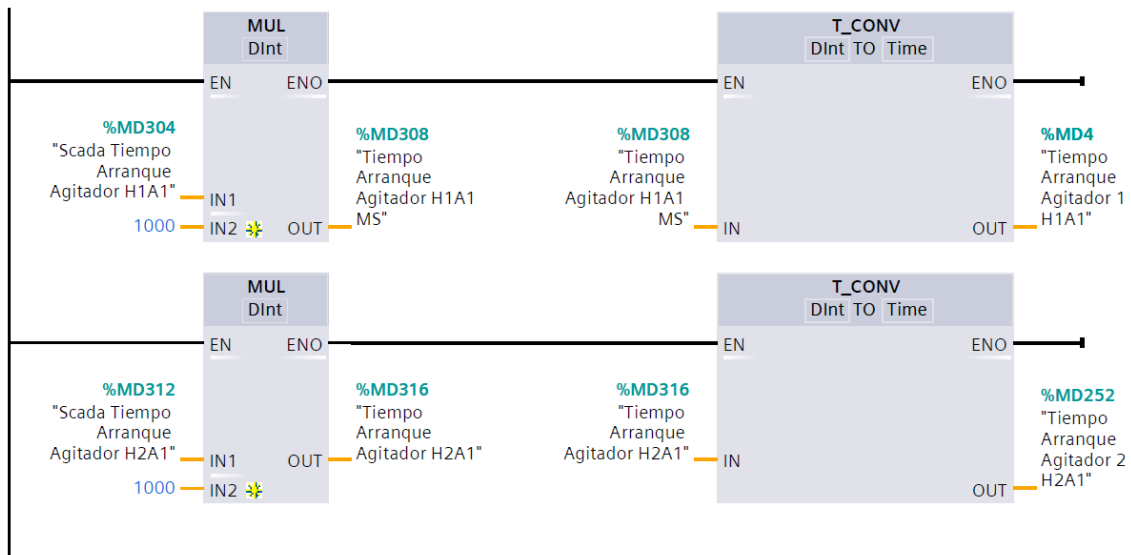 MUL
DInt
T_CONV
DInt TO Time
EN ENO
EN ENO
%MD304
"Scada Tiempo
Arranque
Agitador H1A1"
IN1
1000
IN2
OUT
%MD308
"Tiempo
Arranque
Agitador H1A1
MS"
%MD308
"Tiempo
Arranque
Agitador H1A1
MS"
IN
OUT
%MD4
"Tiempo
Arranque
Agitador 1
H1A1"
MUL
DInt
T_CONV
DInt TO Time
EN ENO
EN ENO
%MD312
"Scada Tiempo
Arranque
Agitador H2A1"
IN1
1000
IN2
OUT
%MD316
"Tiempo
Arranque
Agitador H2A1"
%MD316
"Tiempo
Arranque
Agitador H2A1"
IN
OUT
%MD252
"Tiempo
Arranque
Agitador 2
H2A1"